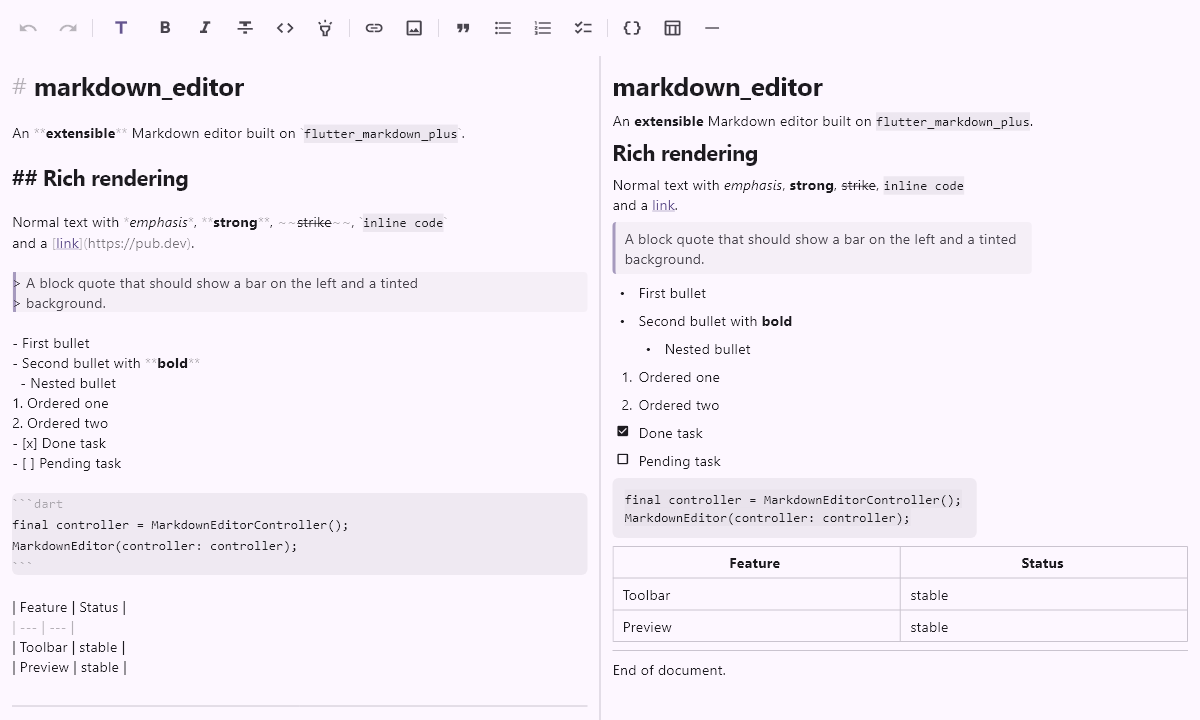 # markdown_editor
An **extensible** Markdown editor built on `flutter_markdown_plus`.
## Rich rendering
Normal text with *emphasis*, **strong**, ~~strike~~, `inline code`
and a [link](https://pub.dev).
> A block quote that should show a bar on the left and a tinted
> background.
- First bullet
- Second bullet with **bold**
  - Nested bullet
1. Ordered one
2. Ordered two
- [x] Done task
- [ ] Pending task
```dart
final controller = MarkdownEditorController();
MarkdownEditor(controller: controller);
```
| Feature | Status |
| --- | --- |
| Toolbar | stable |
| Preview | stable |
markdown_editor
An extensible Markdown editor built on flutter_markdown_plus.
Rich rendering
Normal text with emphasis, strong, strike, inline code
and a link.
A block quote that should show a bar on the left and a tinted
background.
• First bullet
• Second bullet with bold
• Nested bullet
1. Ordered one
2. Ordered two
Done task
Pending task
final controller = MarkdownEditorController();
MarkdownEditor(controller: controller);
Feature Status
Toolbar stable
Preview stable
End of document.